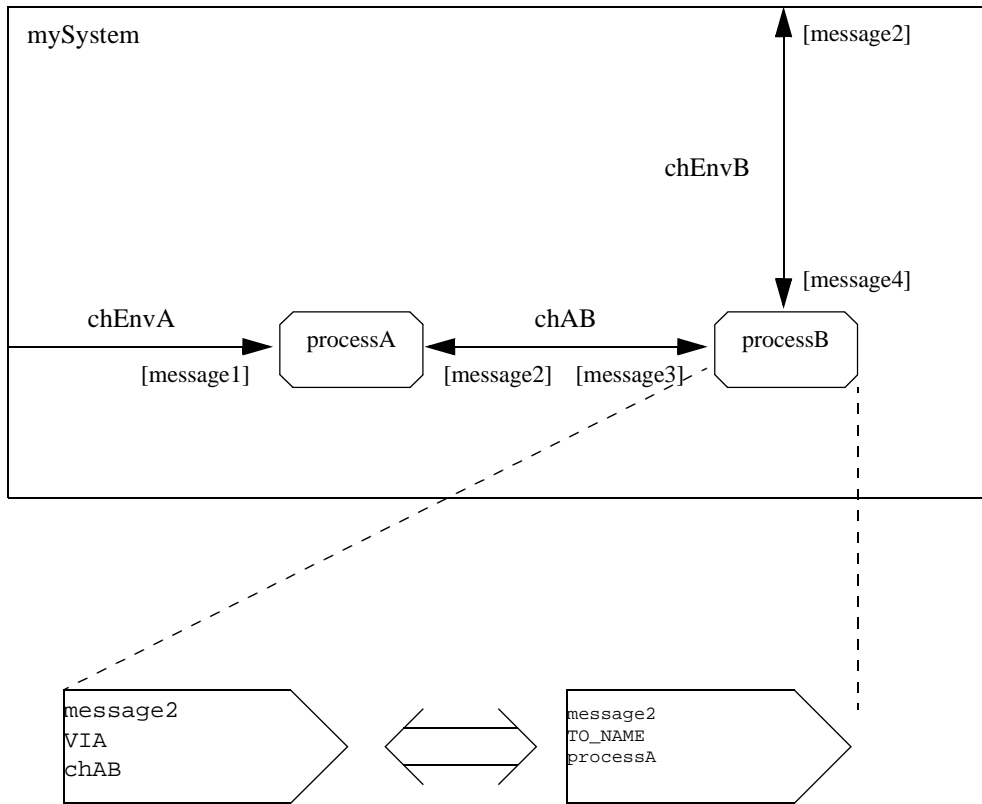 mySystem
[message2]
chEnvB
[message4]
chEnvA
chAB
processA
processB
[message1]
[message2]
[message3]
message2
VIA
chAB
message2
TO_NAME
processA